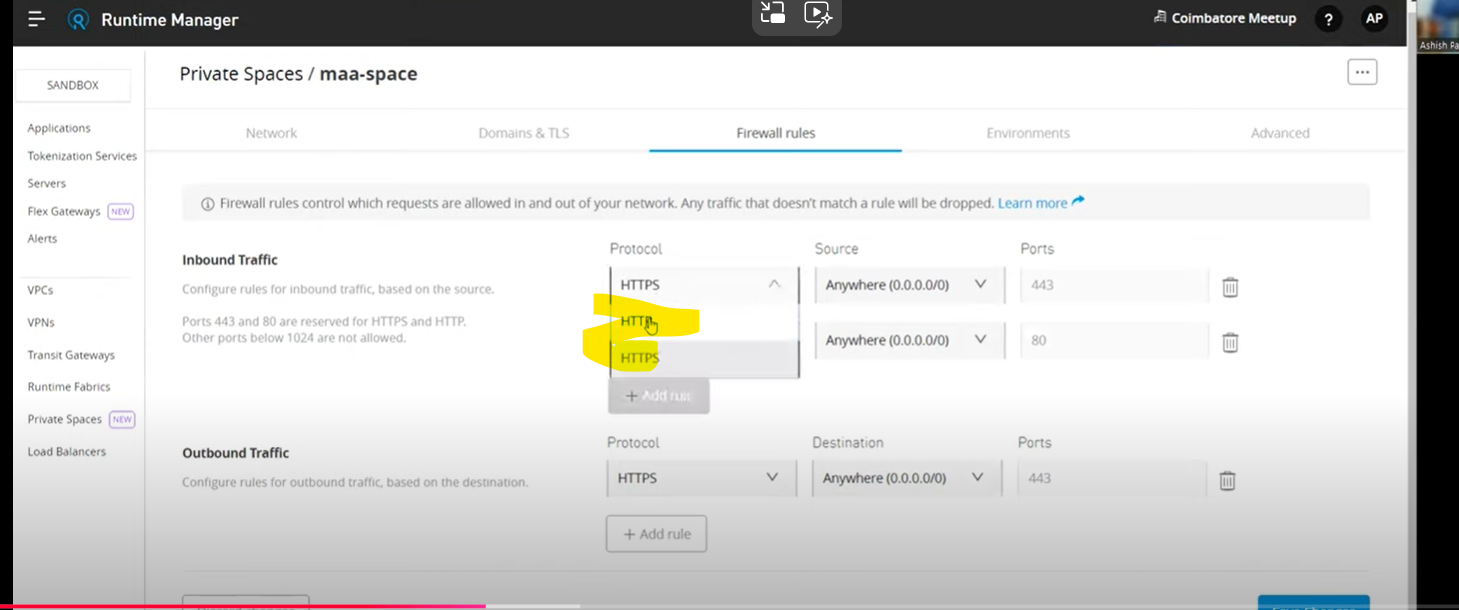 Runtime Manager
Coimbatore Meetup
?
AP
Ashish Pa
SANDBOX
Applications
Tokenization Services
Servers
Flex Gateways NEW
Alerts
VPCs
VPNs
Transit Gateways
Runtime Fabrics
Private Spaces NEW
Load Balancers
Private Spaces / maa-space
Network
Domains & TLS
Firewall rules
Environments
Advanced
Firewall rules control which requests are allowed in and out of your network. Any traffic that doesn't match a rule will be dropped. Learn more
Inbound Traffic
Configure rules for inbound traffic, based on the source.
Ports 443 and 80 are reserved for HTTPS and HTTP.
Other ports below 1024 are not allowed.
Protocol
Source
Ports
HTTPS
Anywhere (0.0.0.0/0)
443
HTTP
HTTPS
Anywhere (0.0.0.0/0)
80
+ Add rule
Outbound Traffic
Configure rules for outbound traffic, based on the destination.
Protocol
Destination
Ports
HTTPS
Anywhere (0.0.0.0/0)
443
+ Add rule